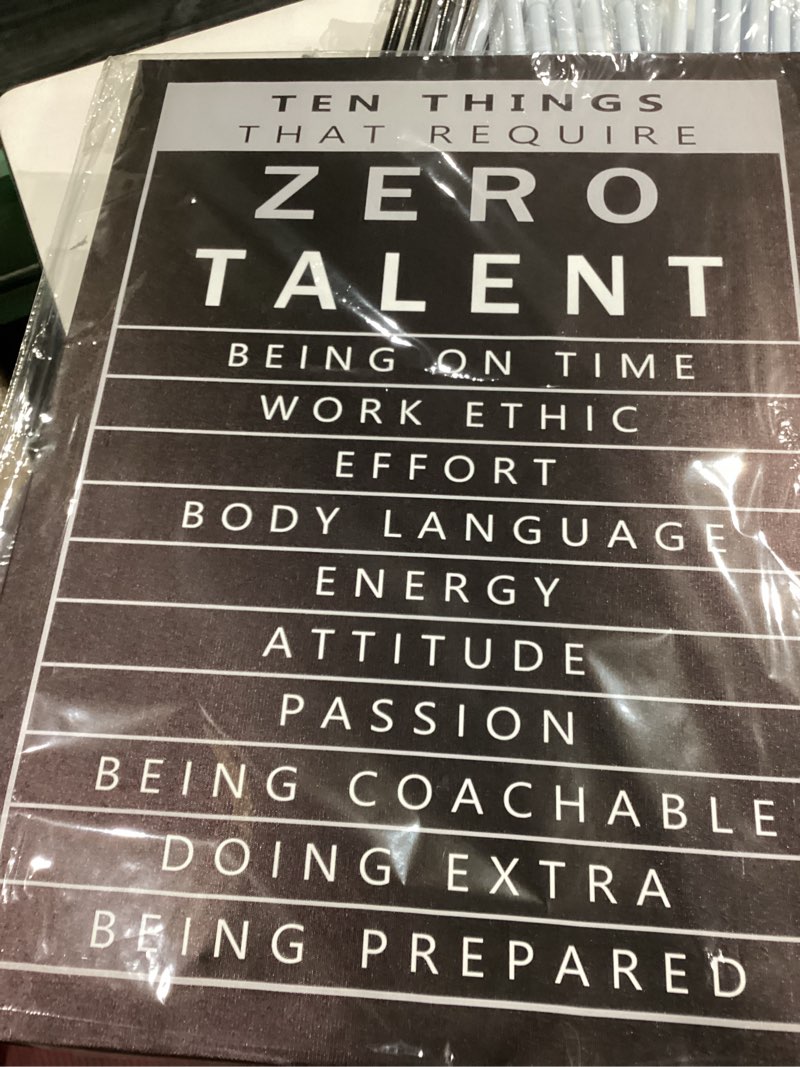 TEN THINGS
THAT REQUIRE
ZERO
TALENT
BEING ON TIME
WORK ETHIC
EFFORT
BODY LANGUAGE
ENERGY
ATTITUDE
PASSION
BEING COACHABLE
DOING EXTRA
BEING PREPARED